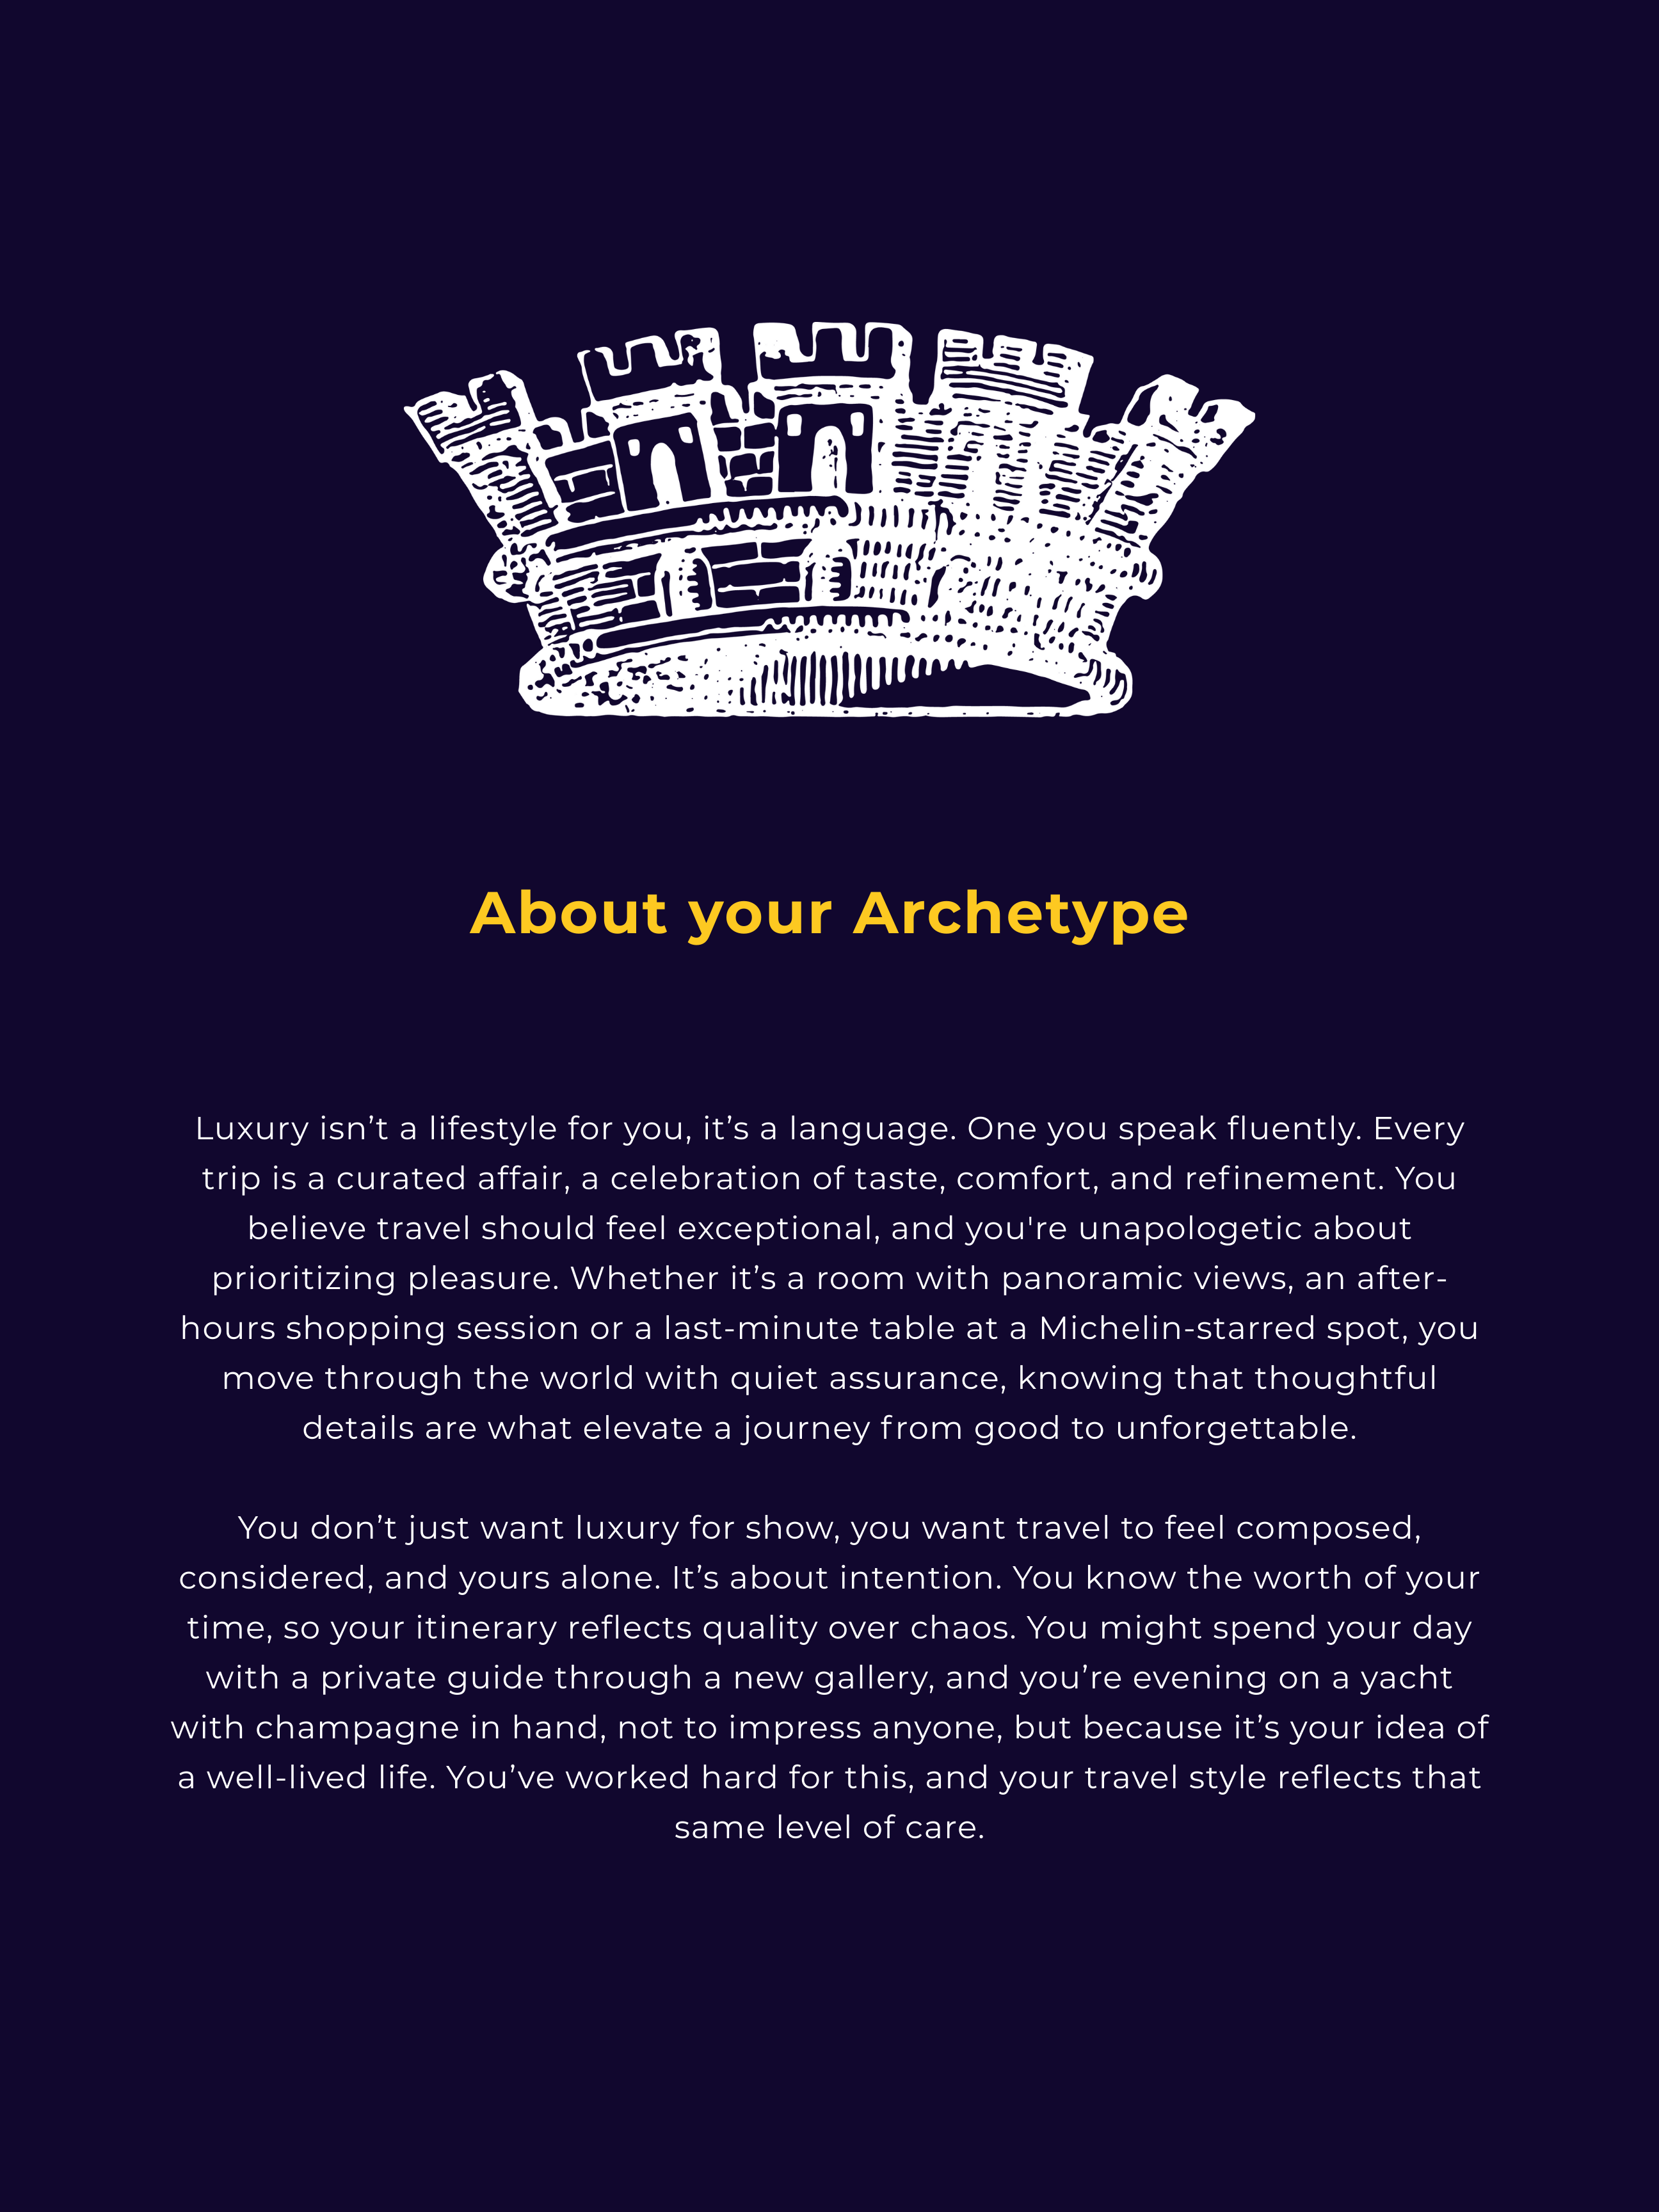 About your Archetype
Luxury isn’t a lifestyle for you, it’s a language. One you speak fluently. Every
trip is a curated affair, a celebration of taste, comfort, and refinement. You
believe travel should feel exceptional, and you're unapologetic about
prioritizing pleasure. Whether it’s a room with panoramic views, an after-
hours shopping session or a last-minute table at a Michelin-starred spot, you
move through the world with quiet assurance, knowing that thoughtful
details are what elevate a journey from good to unforgettable.
You don’t just want luxury for show, you want travel to feel composed,
considered, and yours alone. It’s about intention. You know the worth of your
time, so your itinerary reflects quality over chaos. You might spend your day
with a private guide through a new gallery, and you’re evening on a yacht
with champagne in hand, not to impress anyone, but because it’s your idea of
a well-lived life. You’ve worked hard for this, and your travel style reflects that
same level of care.